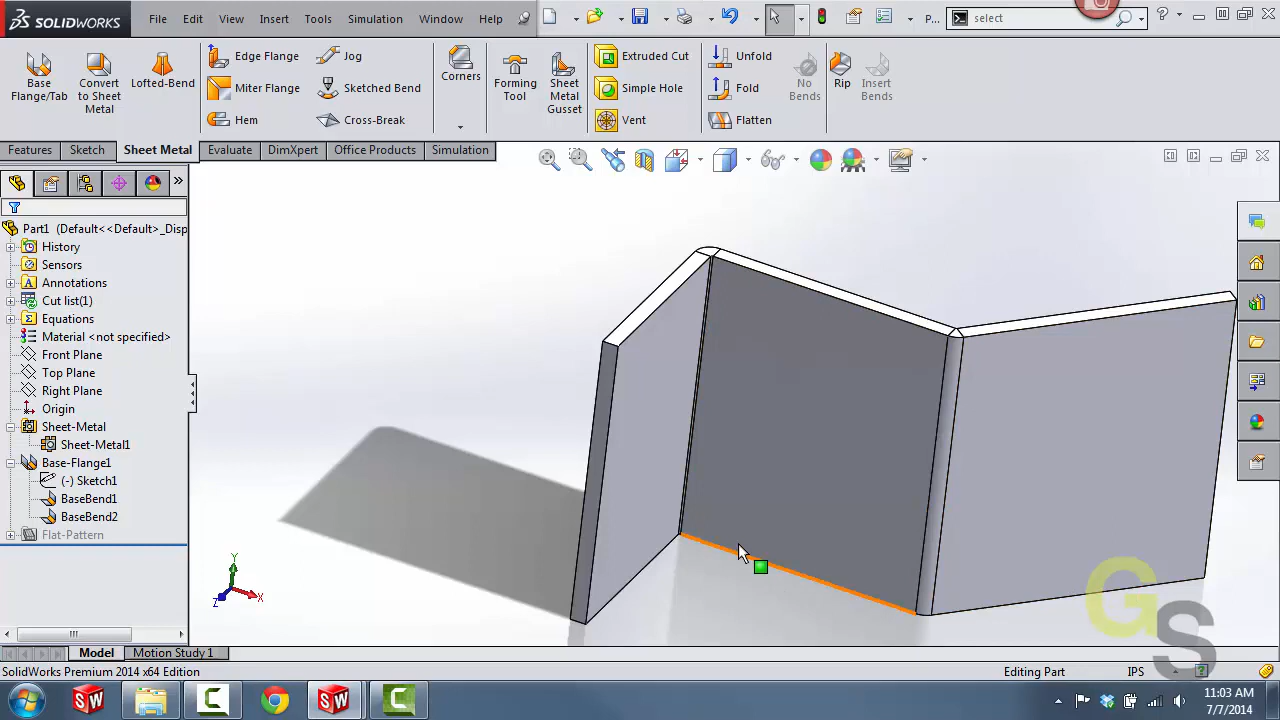 SOLIDWORKS File Edit View Insert Tools Simulation Window Help P... select
Base Flange/Tab
Convert to Sheet Metal
Lofted-Bend
Edge Flange
Miter Flange
Hem
Jog
Sketched Bend
Cross-Break
Corners
Forming Tool
Sheet Metal Gusset
Extruded Cut
Simple Hole
Vent
Unfold
Fold
Flatten
No Bends
Rip
Insert Bends
Features Sketch Sheet Metal Evaluate DimXpert Office Products Simulation
Part1 (Default<<Default>_Disp
History
Sensors
Annotations
Cut list(1)
Equations
Material <not specified>
Front Plane
Top Plane
Right Plane
Origin
Sheet-Metal
Sheet-Metal1
Base-Flange1
(-) Sketch1
BaseBend1
BaseBend2
Flat-Pattern
Y
X
Z
GS
Model Motion Study 1
SolidWorks Premium 2014 x64 Edition Editing Part IPS
SW SW
11:03 AM
7/7/2014